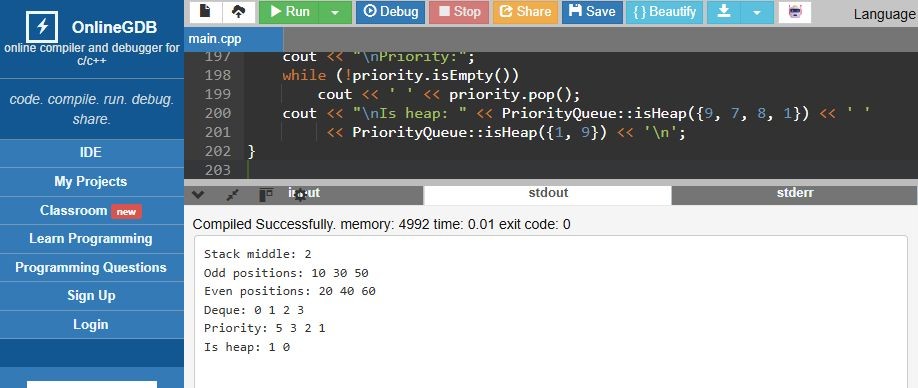 OnlineGDB
online compiler and debugger for
c/c++
code. compile. run. debug.
share.
IDE
My Projects
Classroom new
Learn Programming
Programming Questions
Sign Up
Login
Run Debug Stop Share Save { } Beautify Language
main.cpp
197 cout << "\nPriority:";
198 while (!priority.isEmpty())
199 cout << ' ' << priority.pop();
200 cout << "\nIs heap: " << PriorityQueue::isHeap({9, 7, 8, 1}) << ' '
201 << PriorityQueue::isHeap({1, 9}) << '\n';
202 }
203
input stdout stderr
Compiled Successfully. memory: 4992 time: 0.01 exit code: 0
Stack middle: 2
Odd positions: 10 30 50
Even positions: 20 40 60
Deque: 0 1 2 3
Priority: 5 3 2 1
Is heap: 1 0